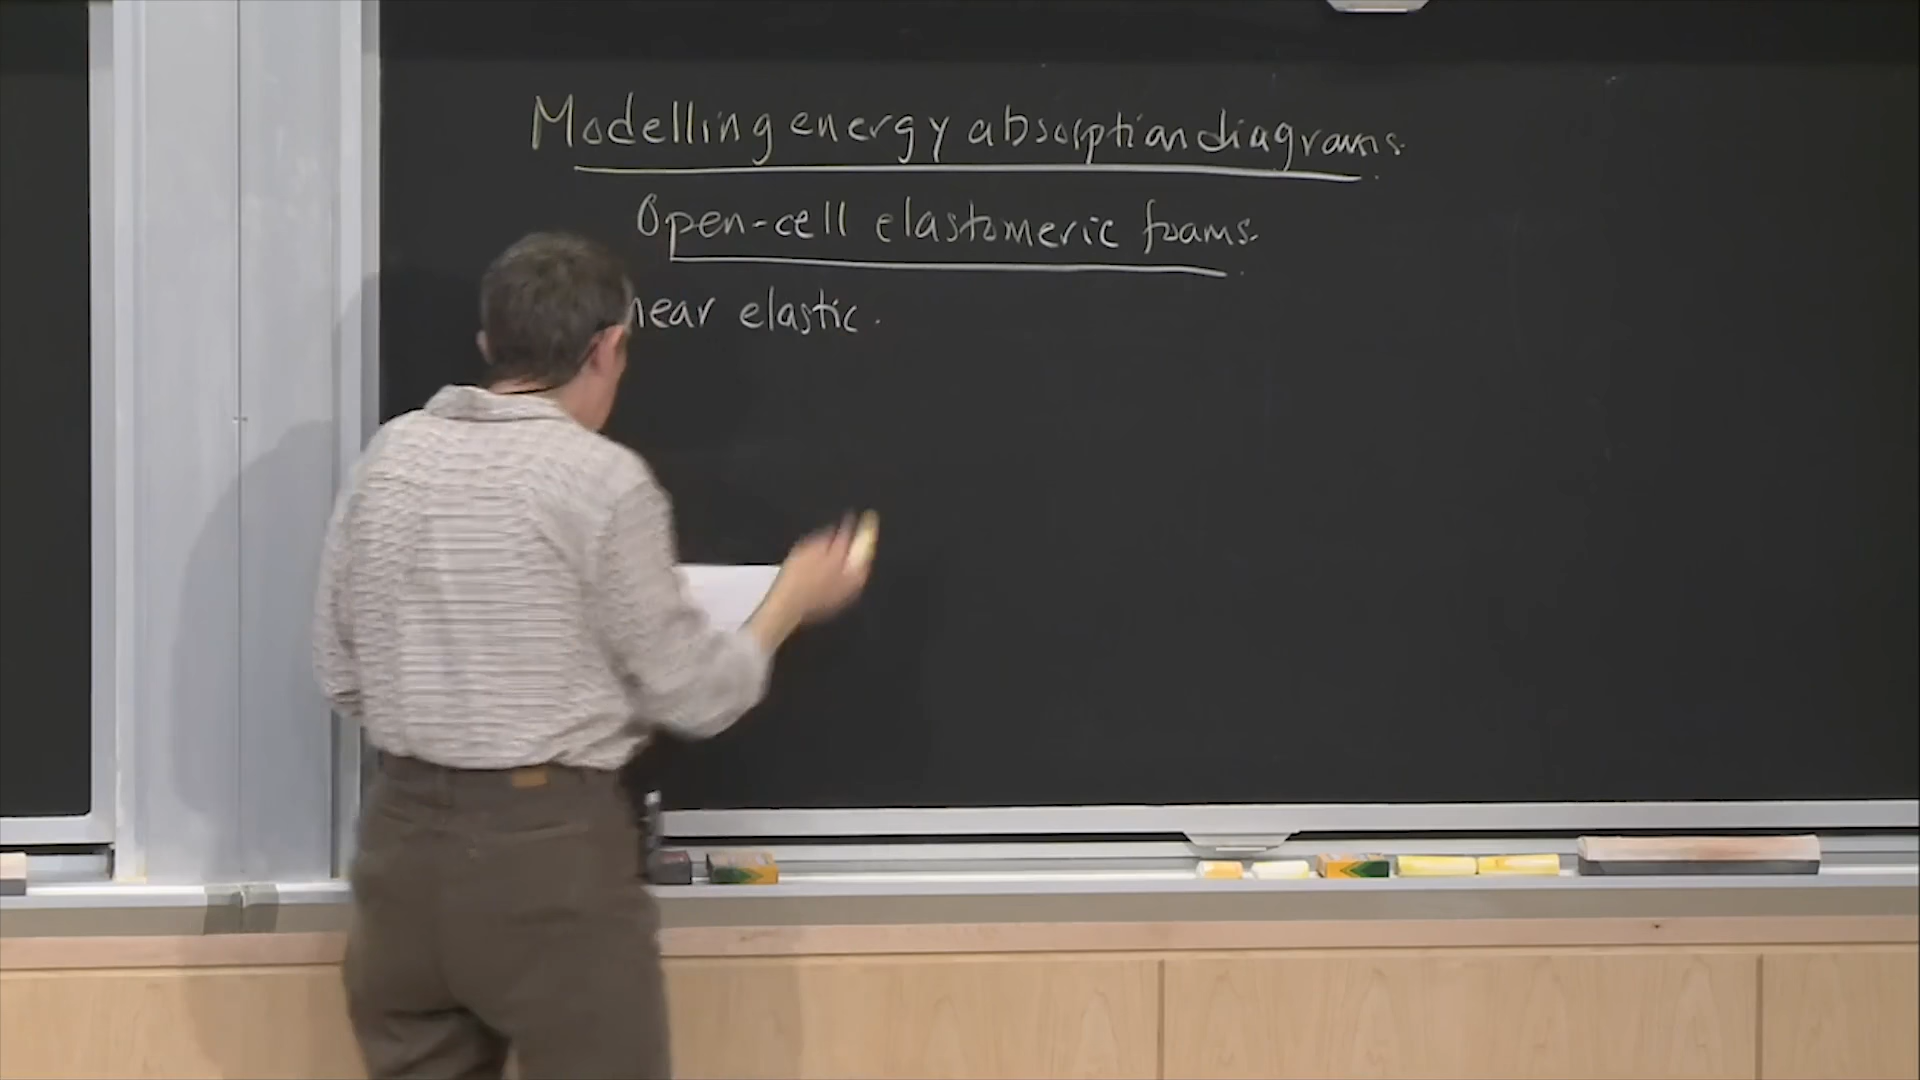 Modelling energy absorption diagrams.
Open-cell elastomeric foams.
near elastic.